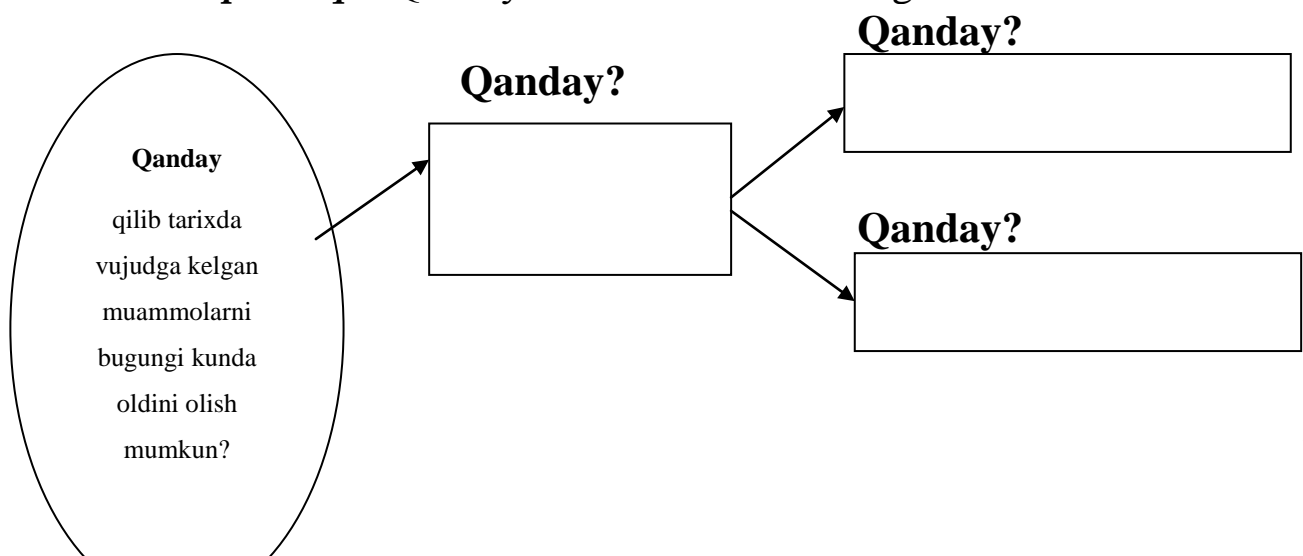 Qanday?
Qanday?
Qanday
qilib tarixda
vujudga kelgan
muammolarni
bugungi kunda
oldini olish
mumkun?
Qanday?